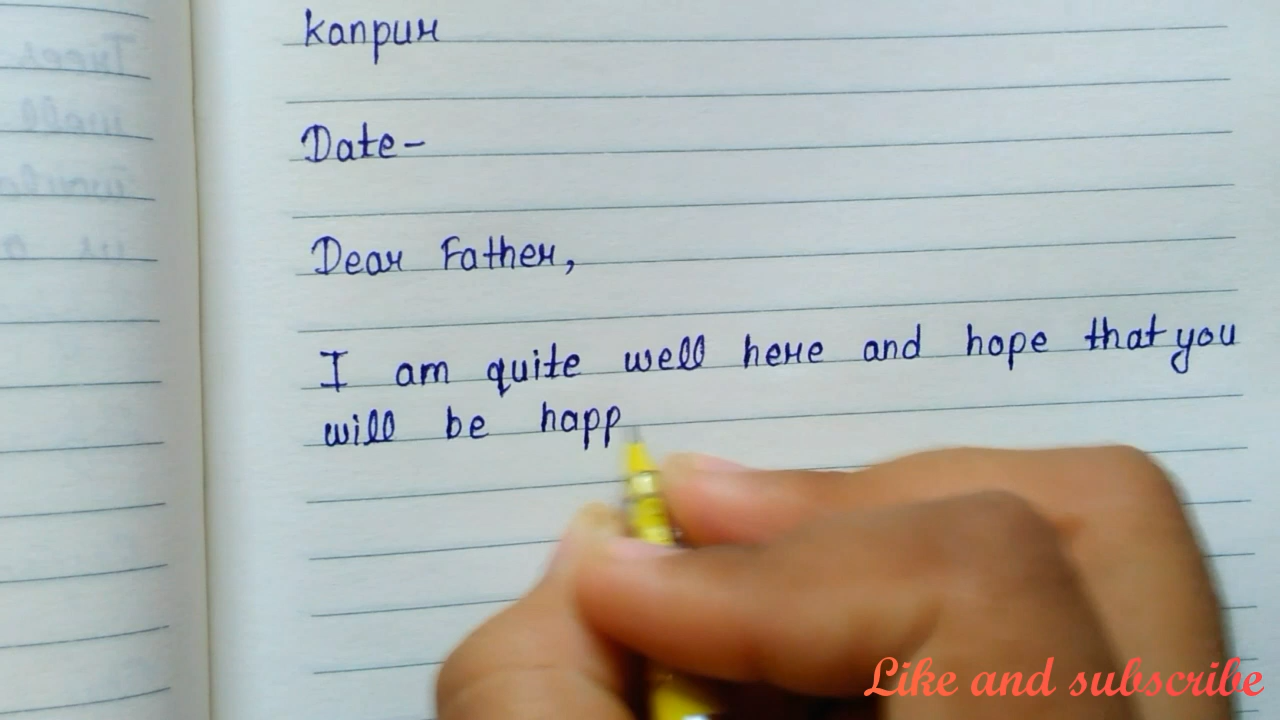 Kanpur
Date-
Dear Father,
I am quite well here and hope that you
will be happ
Like and subscribe